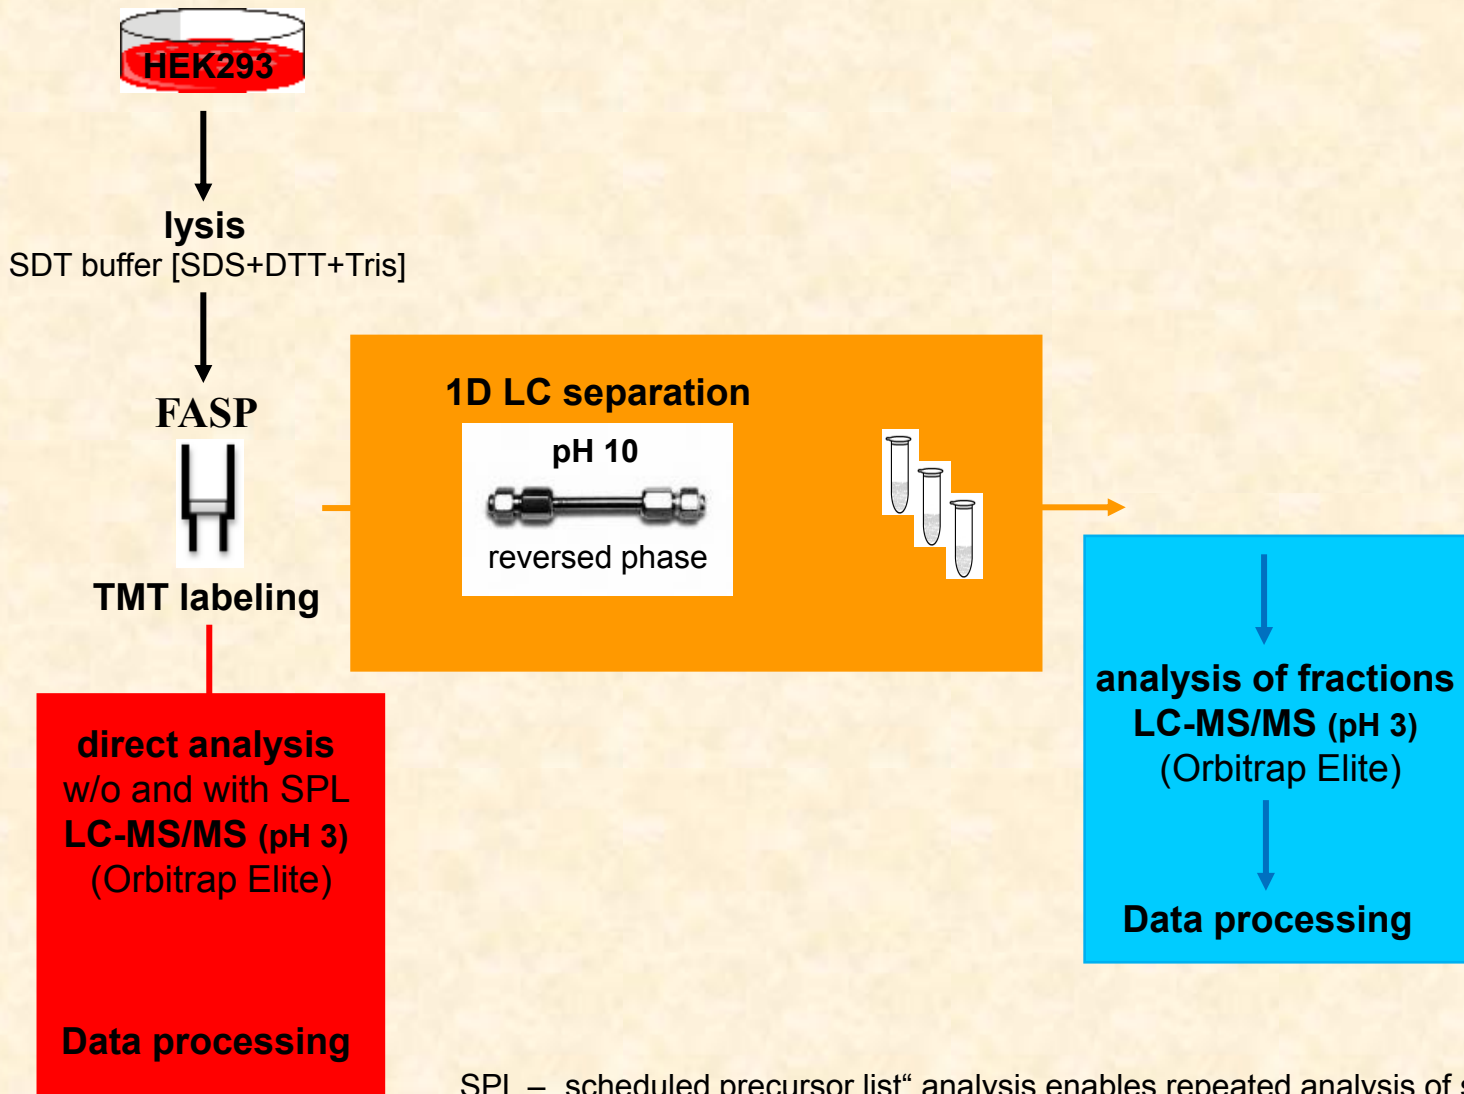 HEK293
lysis
SDT buffer [SDS+DTT+Tris]
FASP
TMT labeling
1D LC separation
pH 10
reversed phase
direct analysis
w/o and with SPL
LC-MS/MS (pH 3)
(Orbitrap Elite)
Data processing
analysis of fractions
LC-MS/MS (pH 3)
(Orbitrap Elite)
Data processing
SPL – scheduled precursor list“ analysis enables repeated analysis of